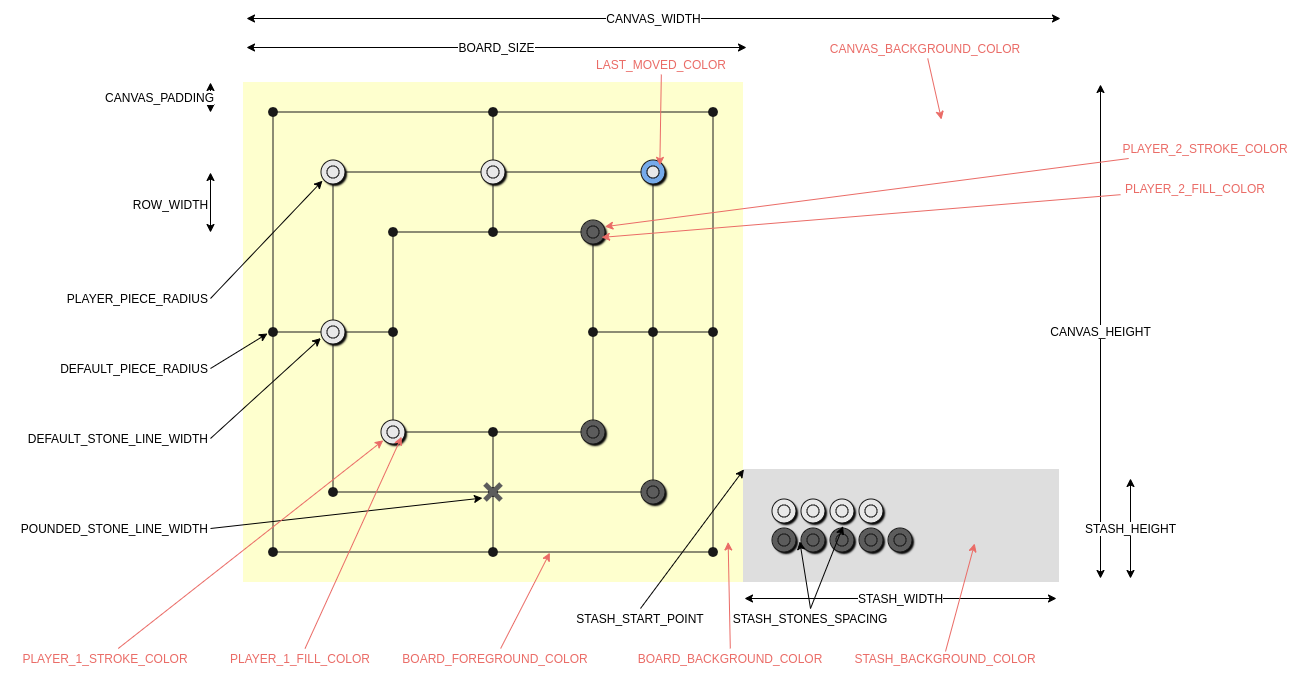 CANVAS_WIDTH
BOARD_SIZE
CANVAS_BACKGROUND_COLOR
LAST_MOVED_COLOR
CANVAS_PADDING
PLAYER_2_STROKE_COLOR
PLAYER_2_FILL_COLOR
ROW_WIDTH
PLAYER_PIECE_RADIUS
CANVAS_HEIGHT
DEFAULT_PIECE_RADIUS
DEFAULT_STONE_LINE_WIDTH
POUNDED_STONE_LINE_WIDTH
STASH_HEIGHT
STASH_WIDTH
STASH_START_POINT
STASH_STONES_SPACING
PLAYER_1_STROKE_COLOR
PLAYER_1_FILL_COLOR
BOARD_FOREGROUND_COLOR
BOARD_BACKGROUND_COLOR
STASH_BACKGROUND_COLOR